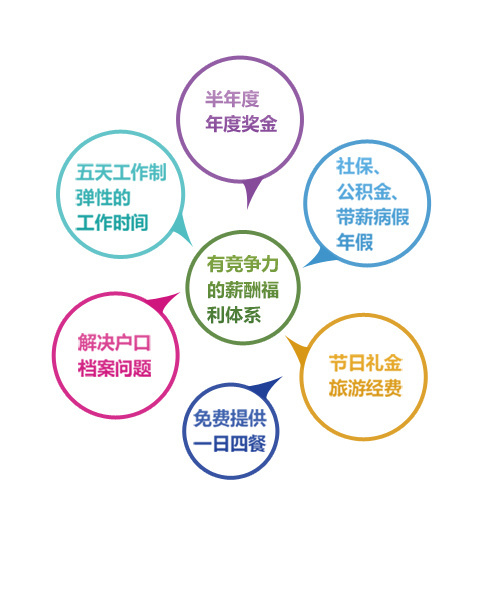 半年度
年度奖金
五天工作制
弹性的
工作时间
社保、
公积金、
带薪病假
年假
有竞争力
的薪酬福
利体系
解决户口
档案问题
节日礼金
旅游经费
免费提供
一日四餐